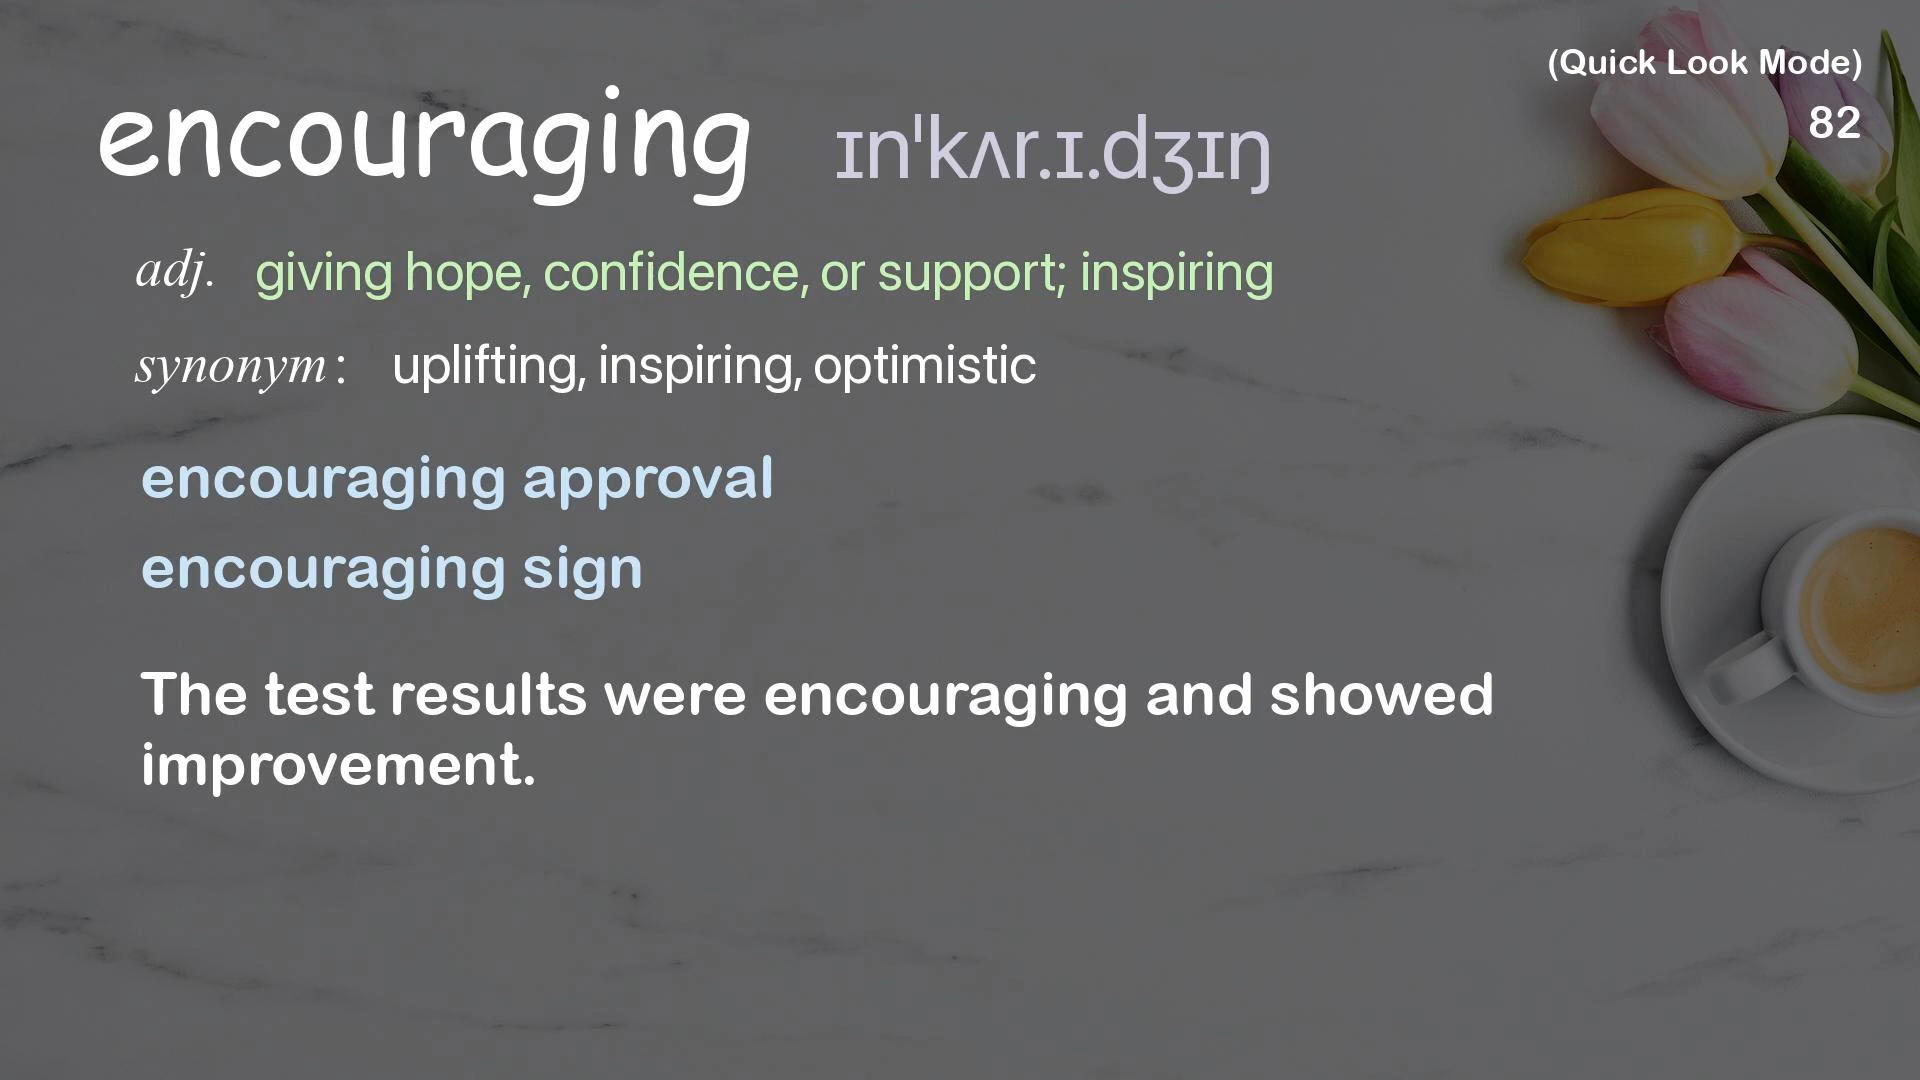 (Quick Look Mode)
82
encouraging ɪnˈkʌr.ɪ.dʒɪŋ
adj. giving hope, confidence, or support; inspiring
synonym: uplifting, inspiring, optimistic
encouraging approval
encouraging sign
The test results were encouraging and showed
improvement.